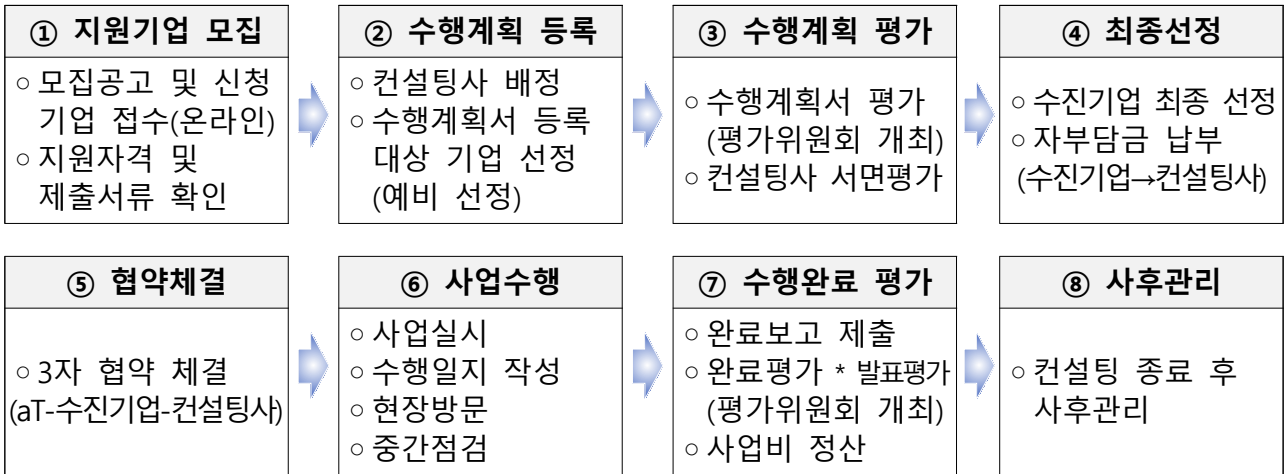 ① 지원기업 모집
○ 모집공고 및 신청
기업 접수(온라인)
○ 지원자격 및
제출서류 확인
② 수행계획 등록
○ 컨설팅사 배정
○ 수행계획서 등록
대상 기업 선정
(예비 선정)
③ 수행계획 평가
○ 수행계획서 평가
(평가위원회 개최)
○ 컨설팅사 서면평가
④ 최종선정
○ 수진기업 최종 선정
○ 자부담금 납부
(수진기업→컨설팅사)
⑤ 협약체결
○ 3자 협약 체결
(aT-수진기업-컨설팅사)
⑥ 사업수행
○ 사업실시
○ 수행일지 작성
○ 현장방문
○ 중간점검
⑦ 수행완료 평가
○ 완료보고 제출
○ 완료평가 * 발표평가
(평가위원회 개최)
○ 사업비 정산
⑧ 사후관리
○ 컨설팅 종료 후
사후관리